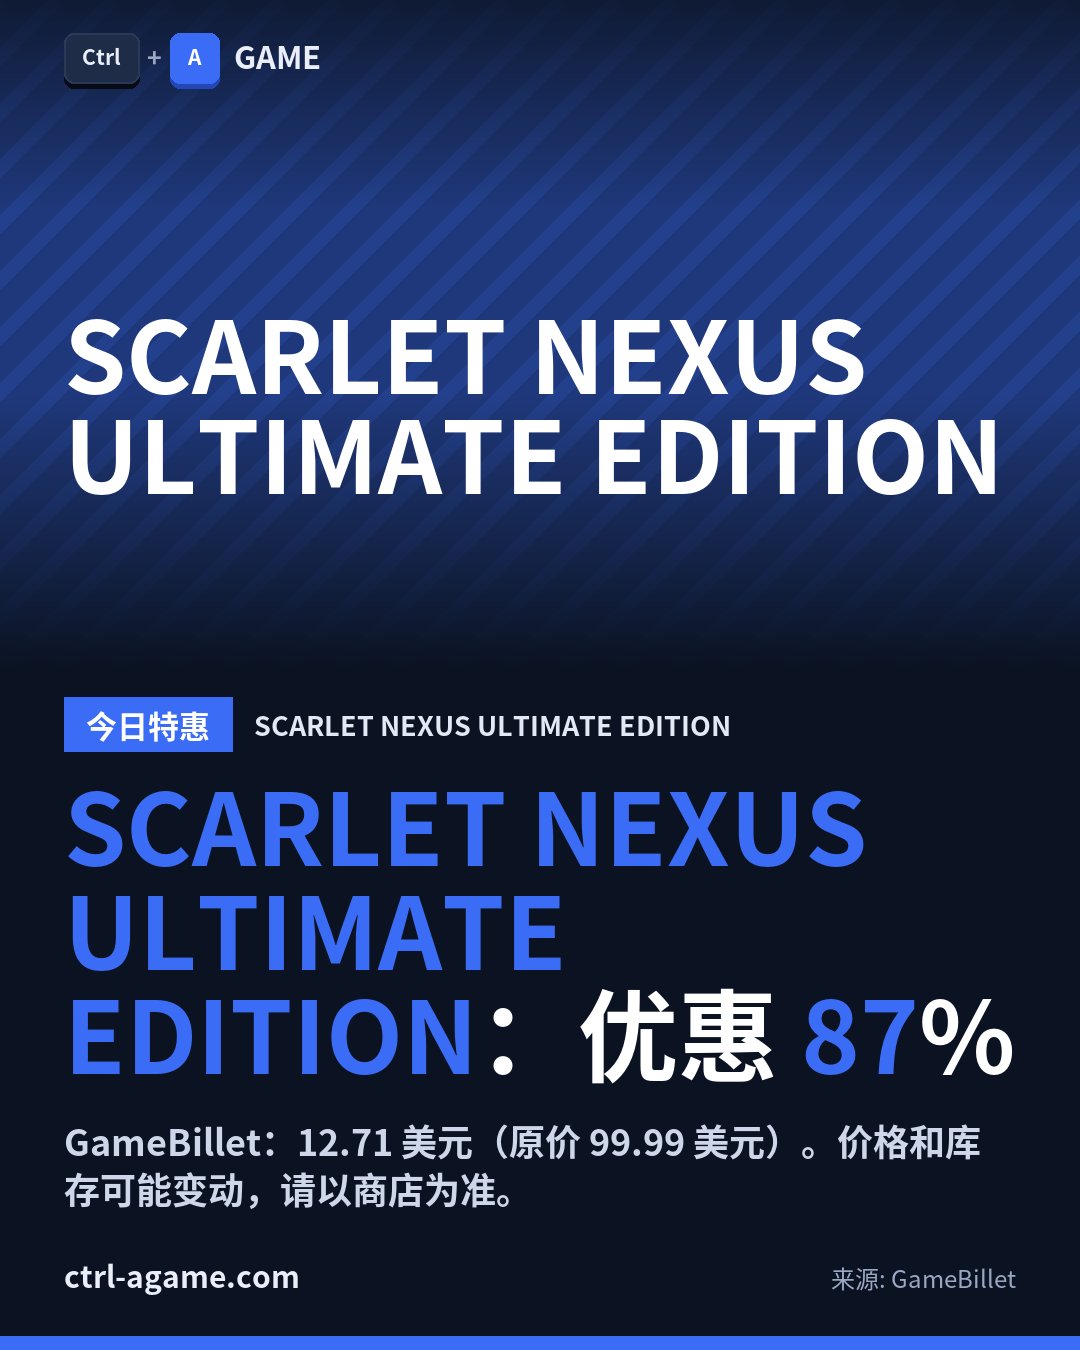 Ctrl + A GAME
SCARLET NEXUS
ULTIMATE EDITION
今日特惠 SCARLET NEXUS ULTIMATE EDITION
SCARLET NEXUS
ULTIMATE
EDITION：优惠 87%
GameBillet：12.71 美元（原价 99.99 美元）。价格和库
存可能变动，请以商店为准。
ctrl-agame.com 来源: GameBillet